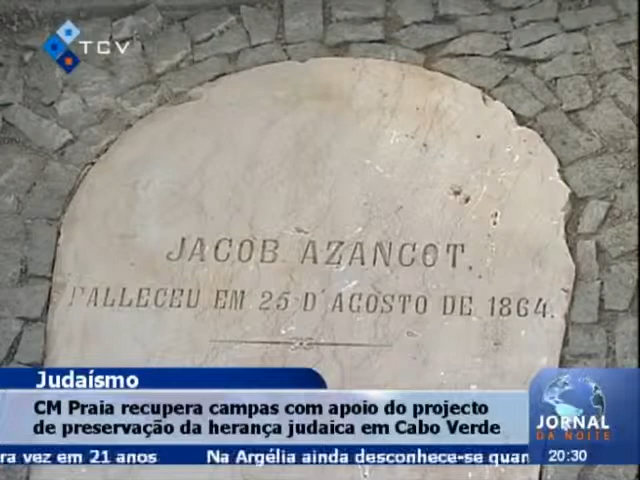 TCV
JACOB AZANCOT.
FALLECEU EM 25 D'AGOSTO DE 1864.
Judaísmo
CM Praia recupera campas com apoio do projecto
de preservação da herança judaica em Cabo Verde
JORNAL
DA NOITE
ra vez em 21 anos Na Argélia ainda desconhece-se quan
20:30